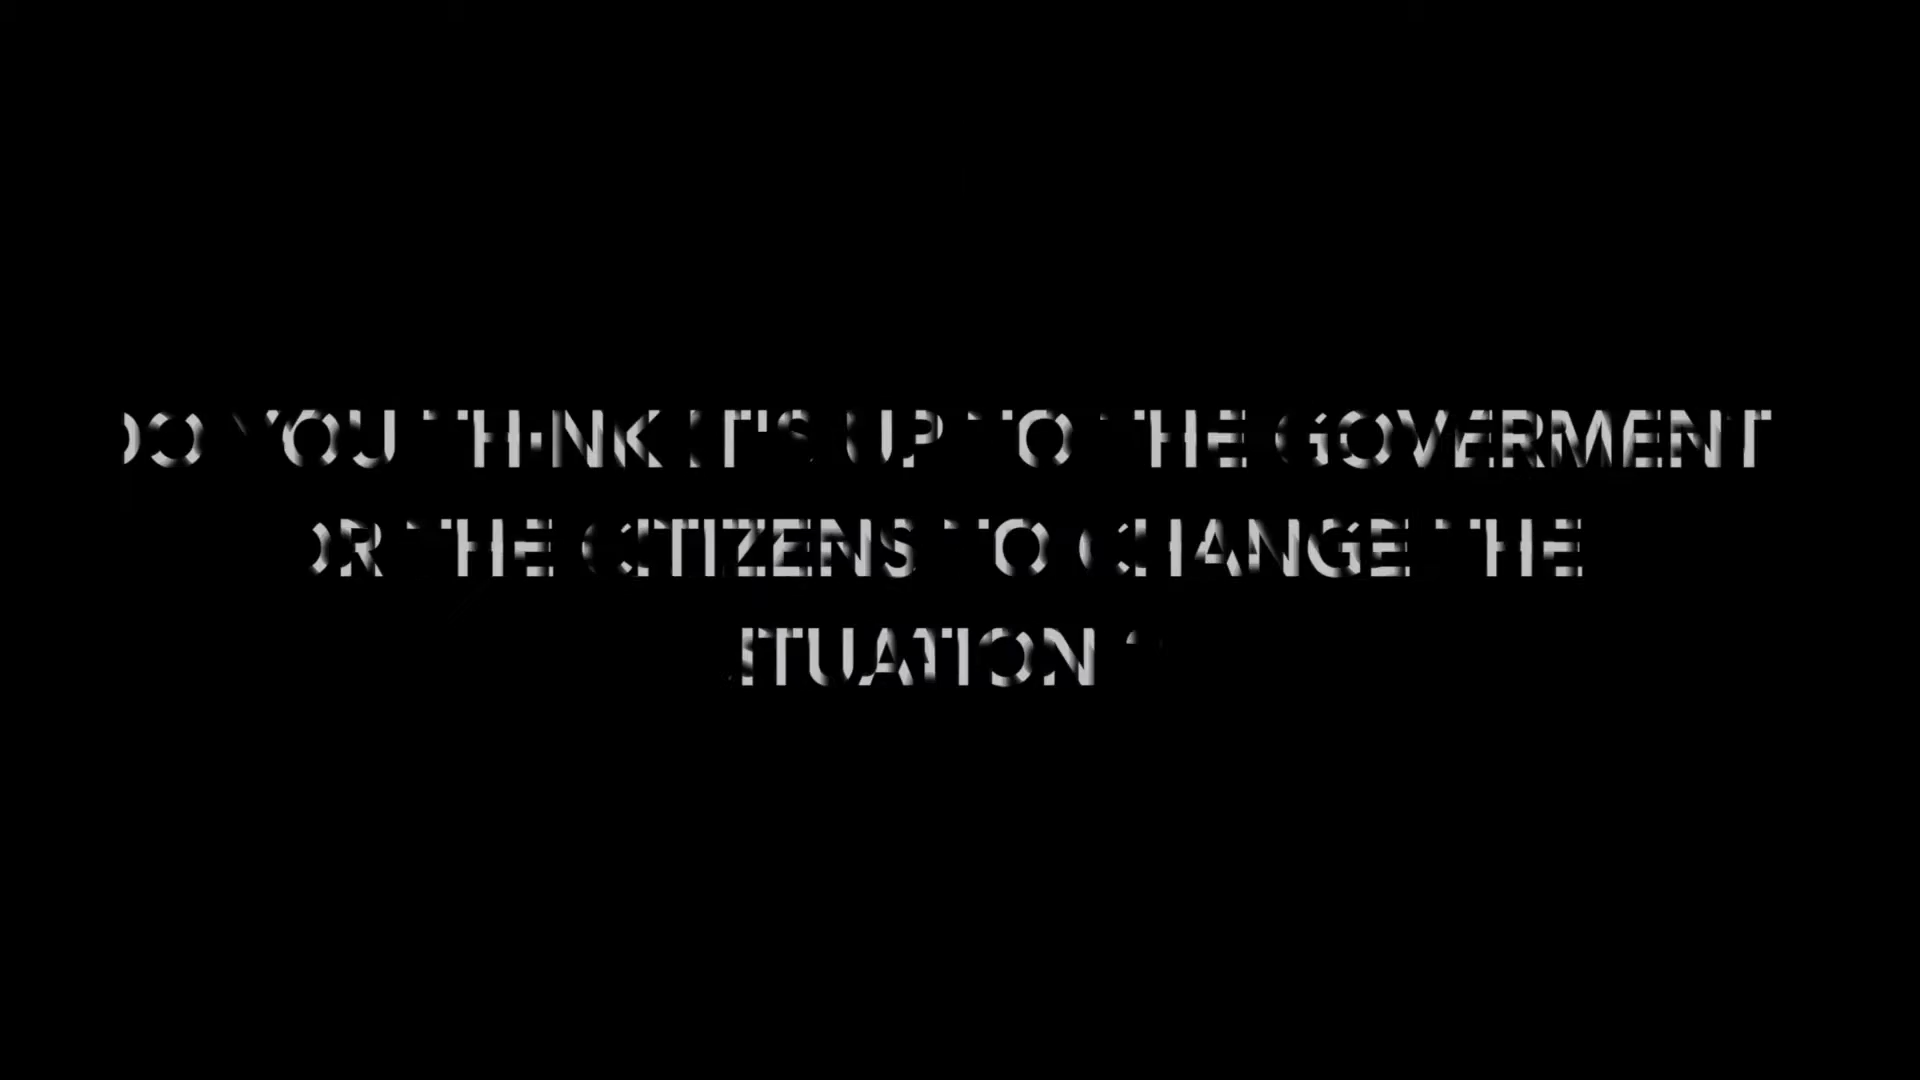 DO YOU THINK IT'S UP TO THE GOVERMENT
OR THE CITIZENS TO CHANGE THE
SITUATION ?